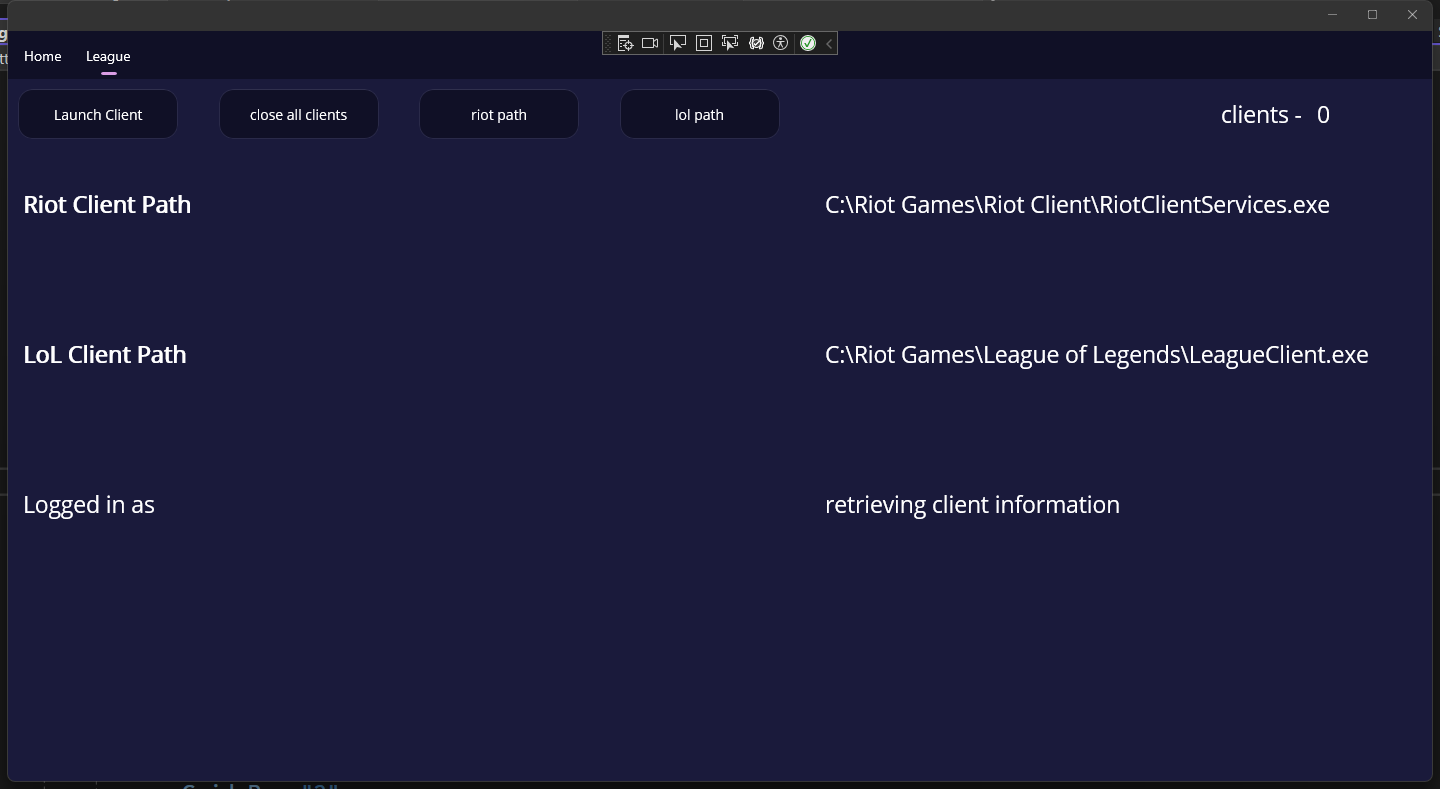 Home League
Launch Client close all clients riot path lol path clients - 0
Riot Client Path C:\Riot Games\Riot Client\RiotClientServices.exe
LoL Client Path C:\Riot Games\League of Legends\LeagueClient.exe
Logged in as retrieving client information